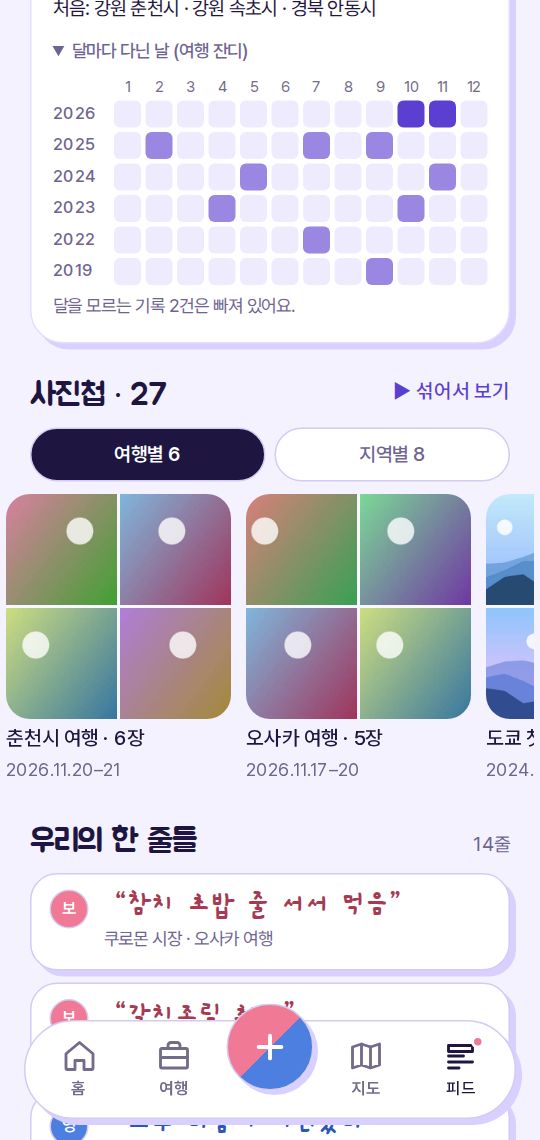 처음: 강원 춘천시 · 강원 속초시 · 경북 안동시
▼ 달마다 다닌 날 (여행 잔디)
1 2 3 4 5 6 7 8 9 10 11 12
2026
2025
2024
2023
2022
2019
달을 모르는 기록 2건은 빠져 있어요.
사진첩 · 27
▶ 섞어서 보기
여행별 6
지역별 8
춘천시 여행 · 6장
2026.11.20–21
오사카 여행 · 5장
2026.11.17–20
도쿄
2024.
우리의 한 줄들
14줄
보
“참치 초밥 줄 서서 먹음”
쿠로몬 시장 · 오사카 여행
보
“갈치조림
홈
여행
+
지도
피드